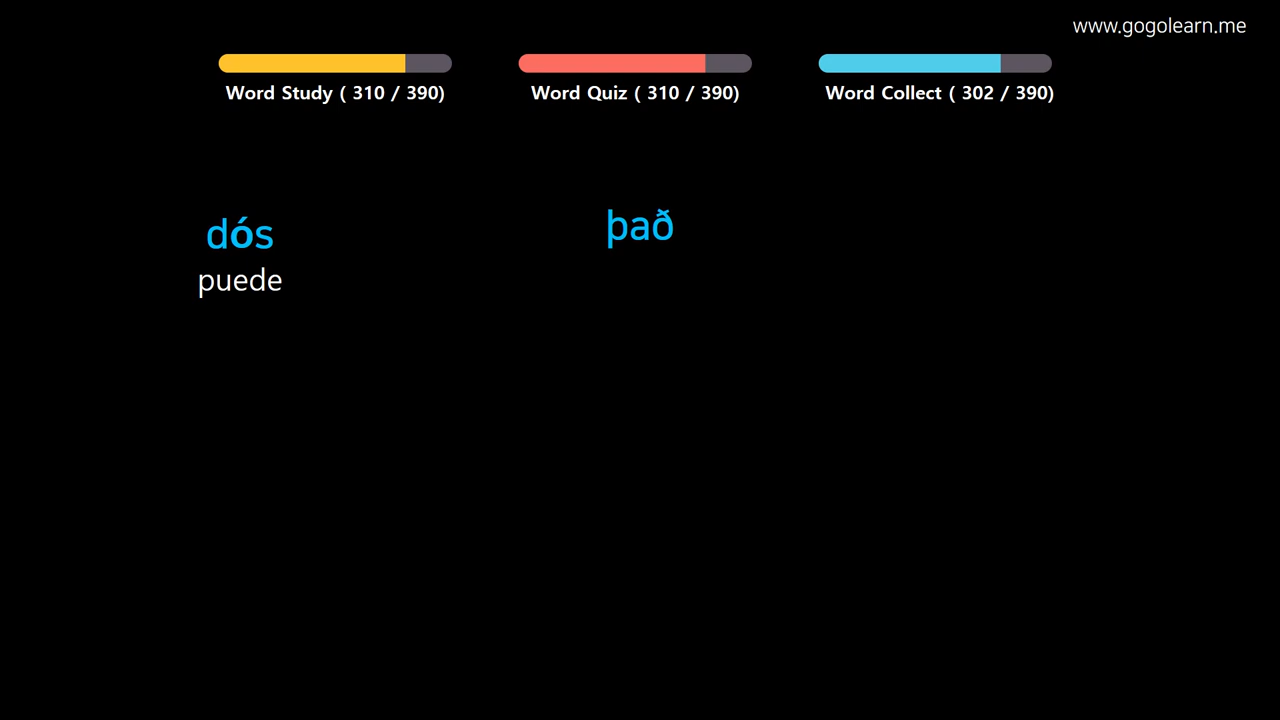 www.gogolearn.me
Word Study ( 310 / 390)
Word Quiz ( 310 / 390)
Word Collect ( 302 / 390)
dós
puede
það